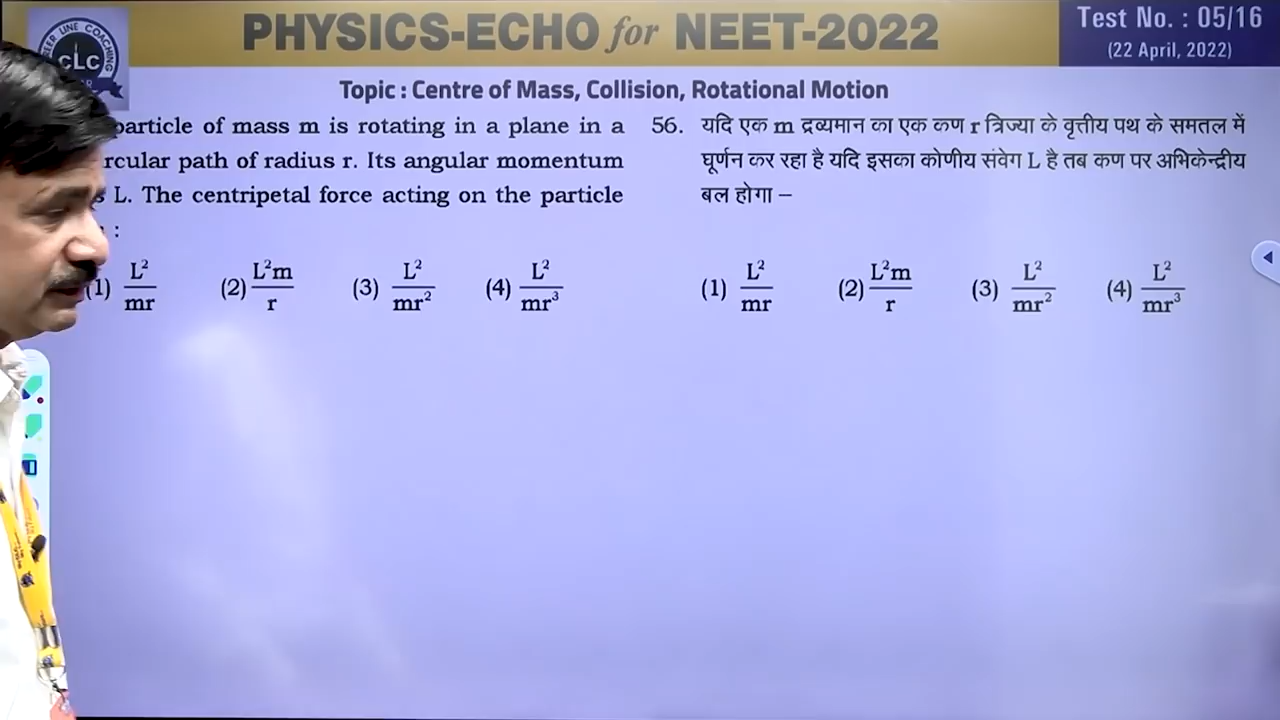 PHYSICS-ECHO for NEET-2022
Test No. : 05/16
(22 April, 2022)
CLC
Topic : Centre of Mass, Collision, Rotational Motion
particle of mass m is rotating in a plane in a
rcular path of radius r. Its angular momentum
s L. The centripetal force acting on the particle
:
(1) L²/mr (2) L²m/r (3) L²/mr² (4) L²/mr³
56. यदि एक m द्रव्यमान का एक कण r त्रिज्या के वृत्तीय पथ के समतल में
घूर्णन कर रहा है यदि इसका कोणीय संवेग L है तब कण पर अभिकेन्द्रीय
बल होगा –
(1) L²/mr (2) L²m/r (3) L²/mr² (4) L²/mr³